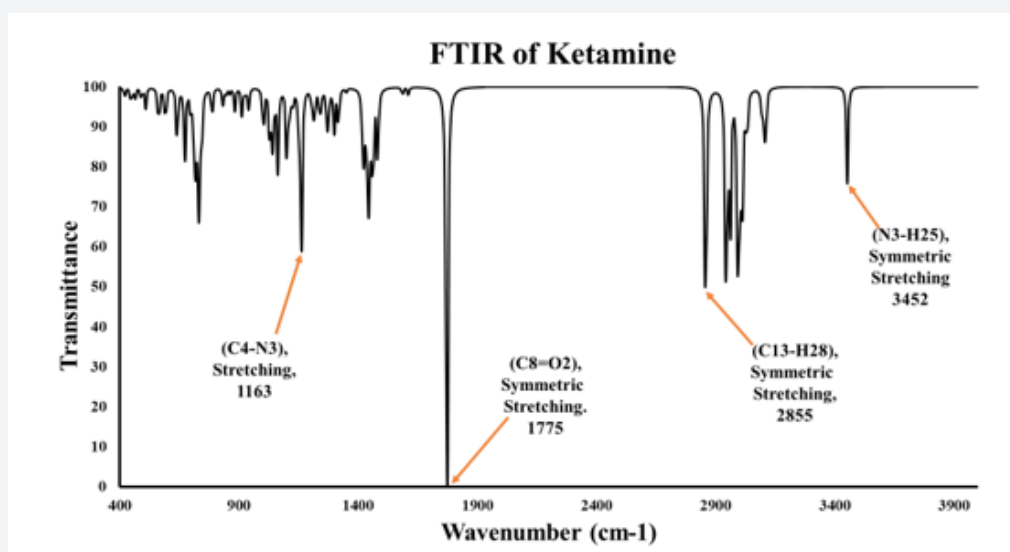 FTIR of Ketamine
Transmittance
100
90
80
70
60
50
40
30
20
10
0
(C4-N3),
Stretching,
1163
(C8=O2),
Symmetric
Stretching.
1775
(C13-H28),
Symmetric
Stretching,
2855
(N3-H25),
Symmetric
Stretching
3452
400 900 1400 1900 2400 2900 3400 3900
Wavenumber (cm-1)